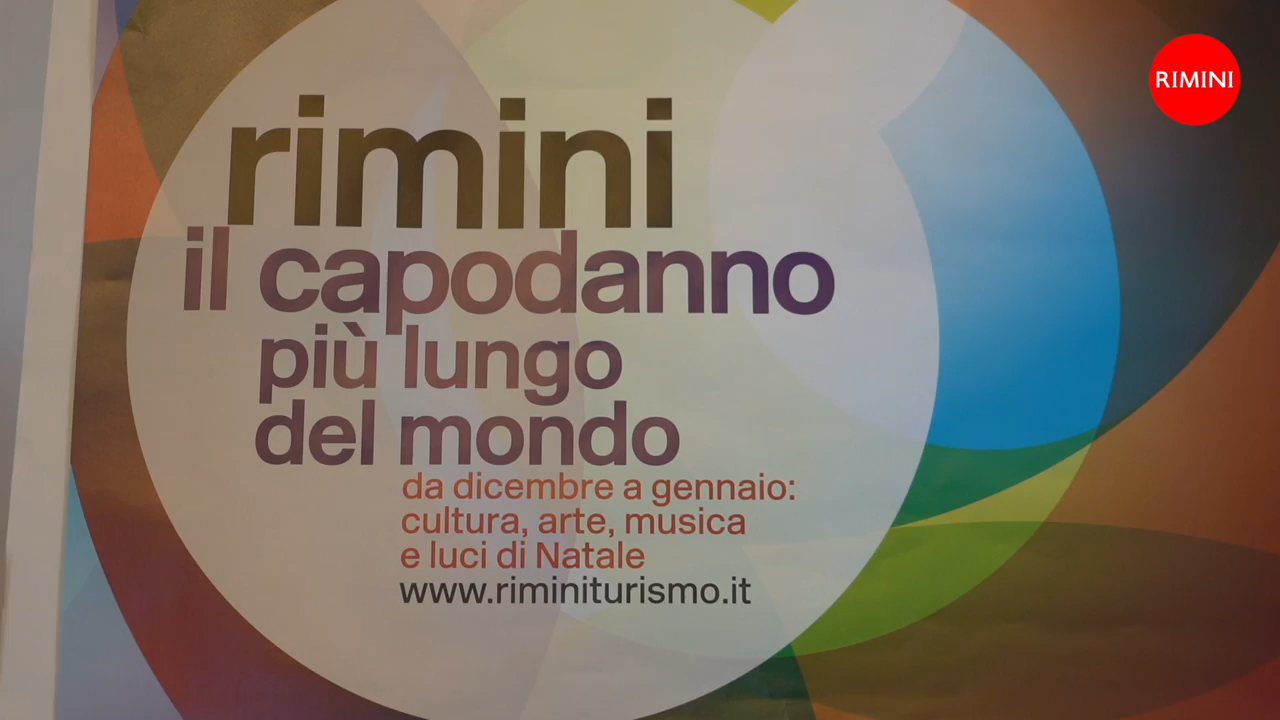 RIMINI
rimini
il capodanno
più lungo
del mondo
da dicembre a gennaio:
cultura, arte, musica
e luci di Natale
www.riminiturismo.it